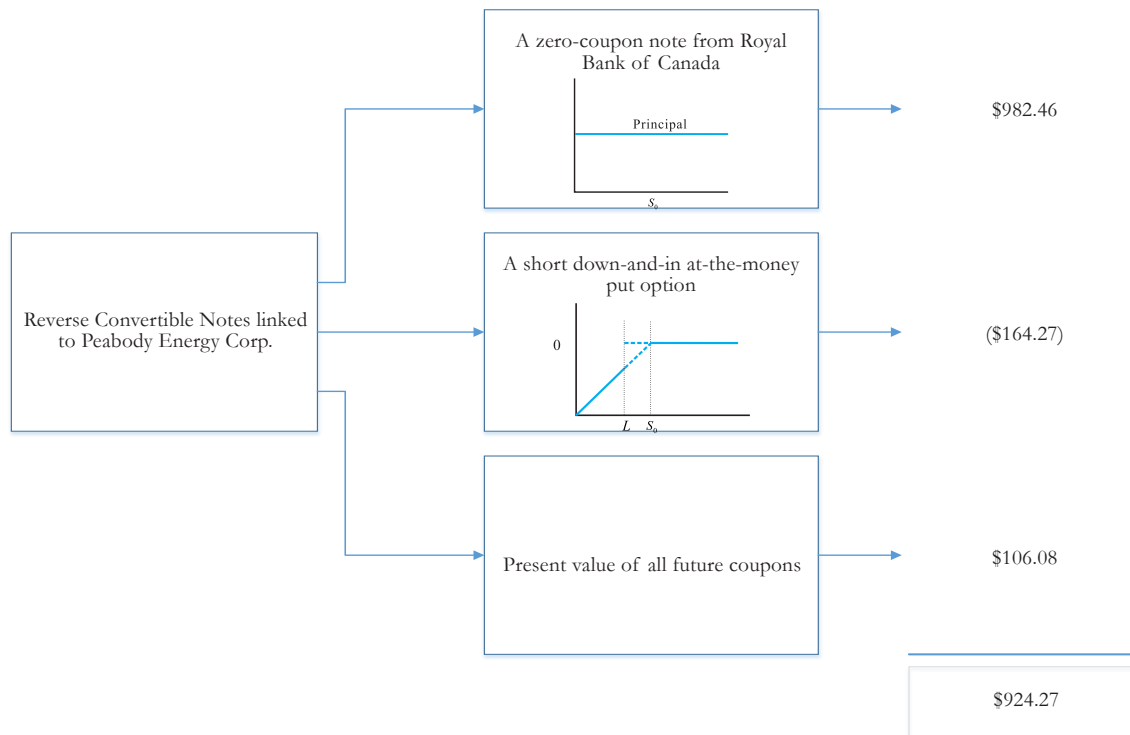 A zero-coupon note from Royal
Bank of Canada
Principal
S₀
$982.46
Reverse Convertible Notes linked
to Peabody Energy Corp.
A short down-and-in at-the-money
put option
0
L S₀
($164.27)
Present value of all future coupons
$106.08
$924.27